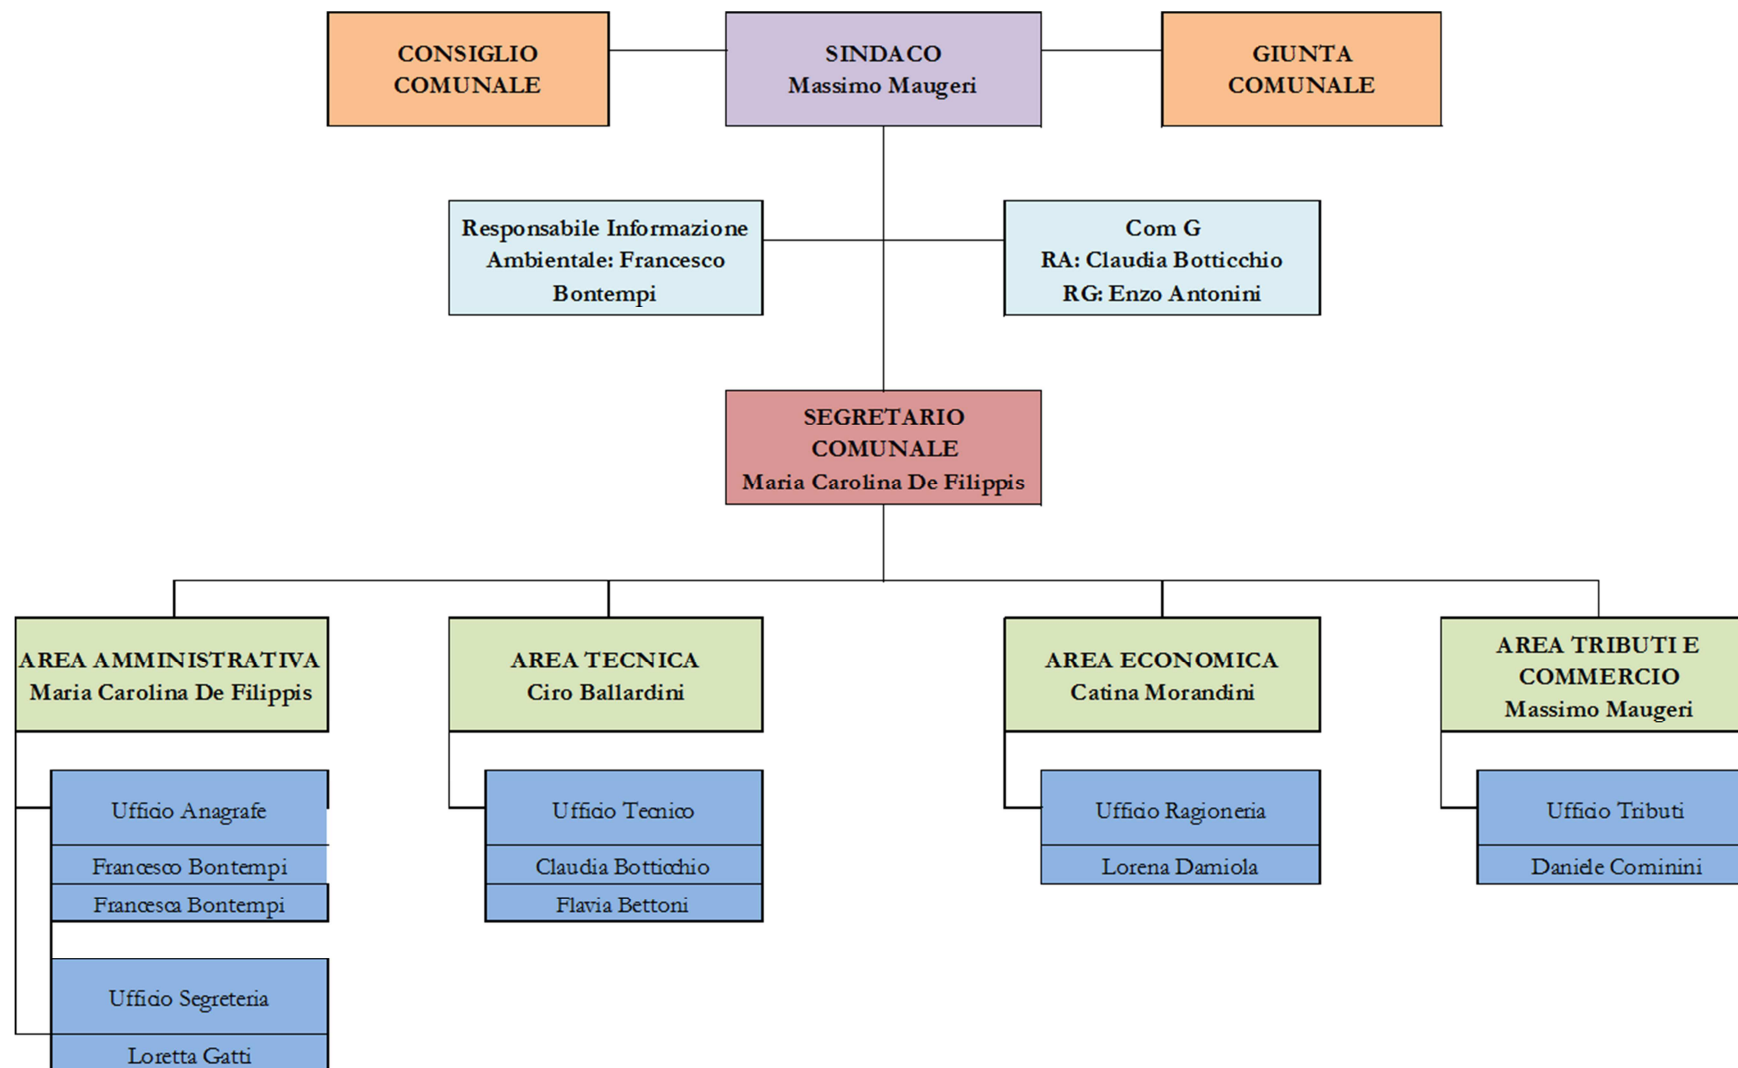 CONSIGLIO
COMUNALE
SINDACO
Massimo Maugeri
GIUNTA
COMUNALE
Responsabile Informazione
Ambientale: Francesco
Bontempi
Com G
RA: Claudia Botticchio
RG: Enzo Antonini
SEGRETARIO
COMUNALE
Maria Carolina De Filippis
AREA AMMINISTRATIVA
Maria Carolina De Filippis
AREA TECNICA
Ciro Ballardini
AREA ECONOMICA
Catina Morandini
AREA TRIBUTI E
COMMERCIO
Massimo Maugeri
Ufficio Anagrafe
Francesco Bontempi
Francesca Bontempi
Ufficio Tecnico
Claudia Botticchio
Flavia Bettoni
Ufficio Ragioneria
Lorena Damiola
Ufficio Tributi
Daniele Cominini
Ufficio Segreteria
Loretta Gatti